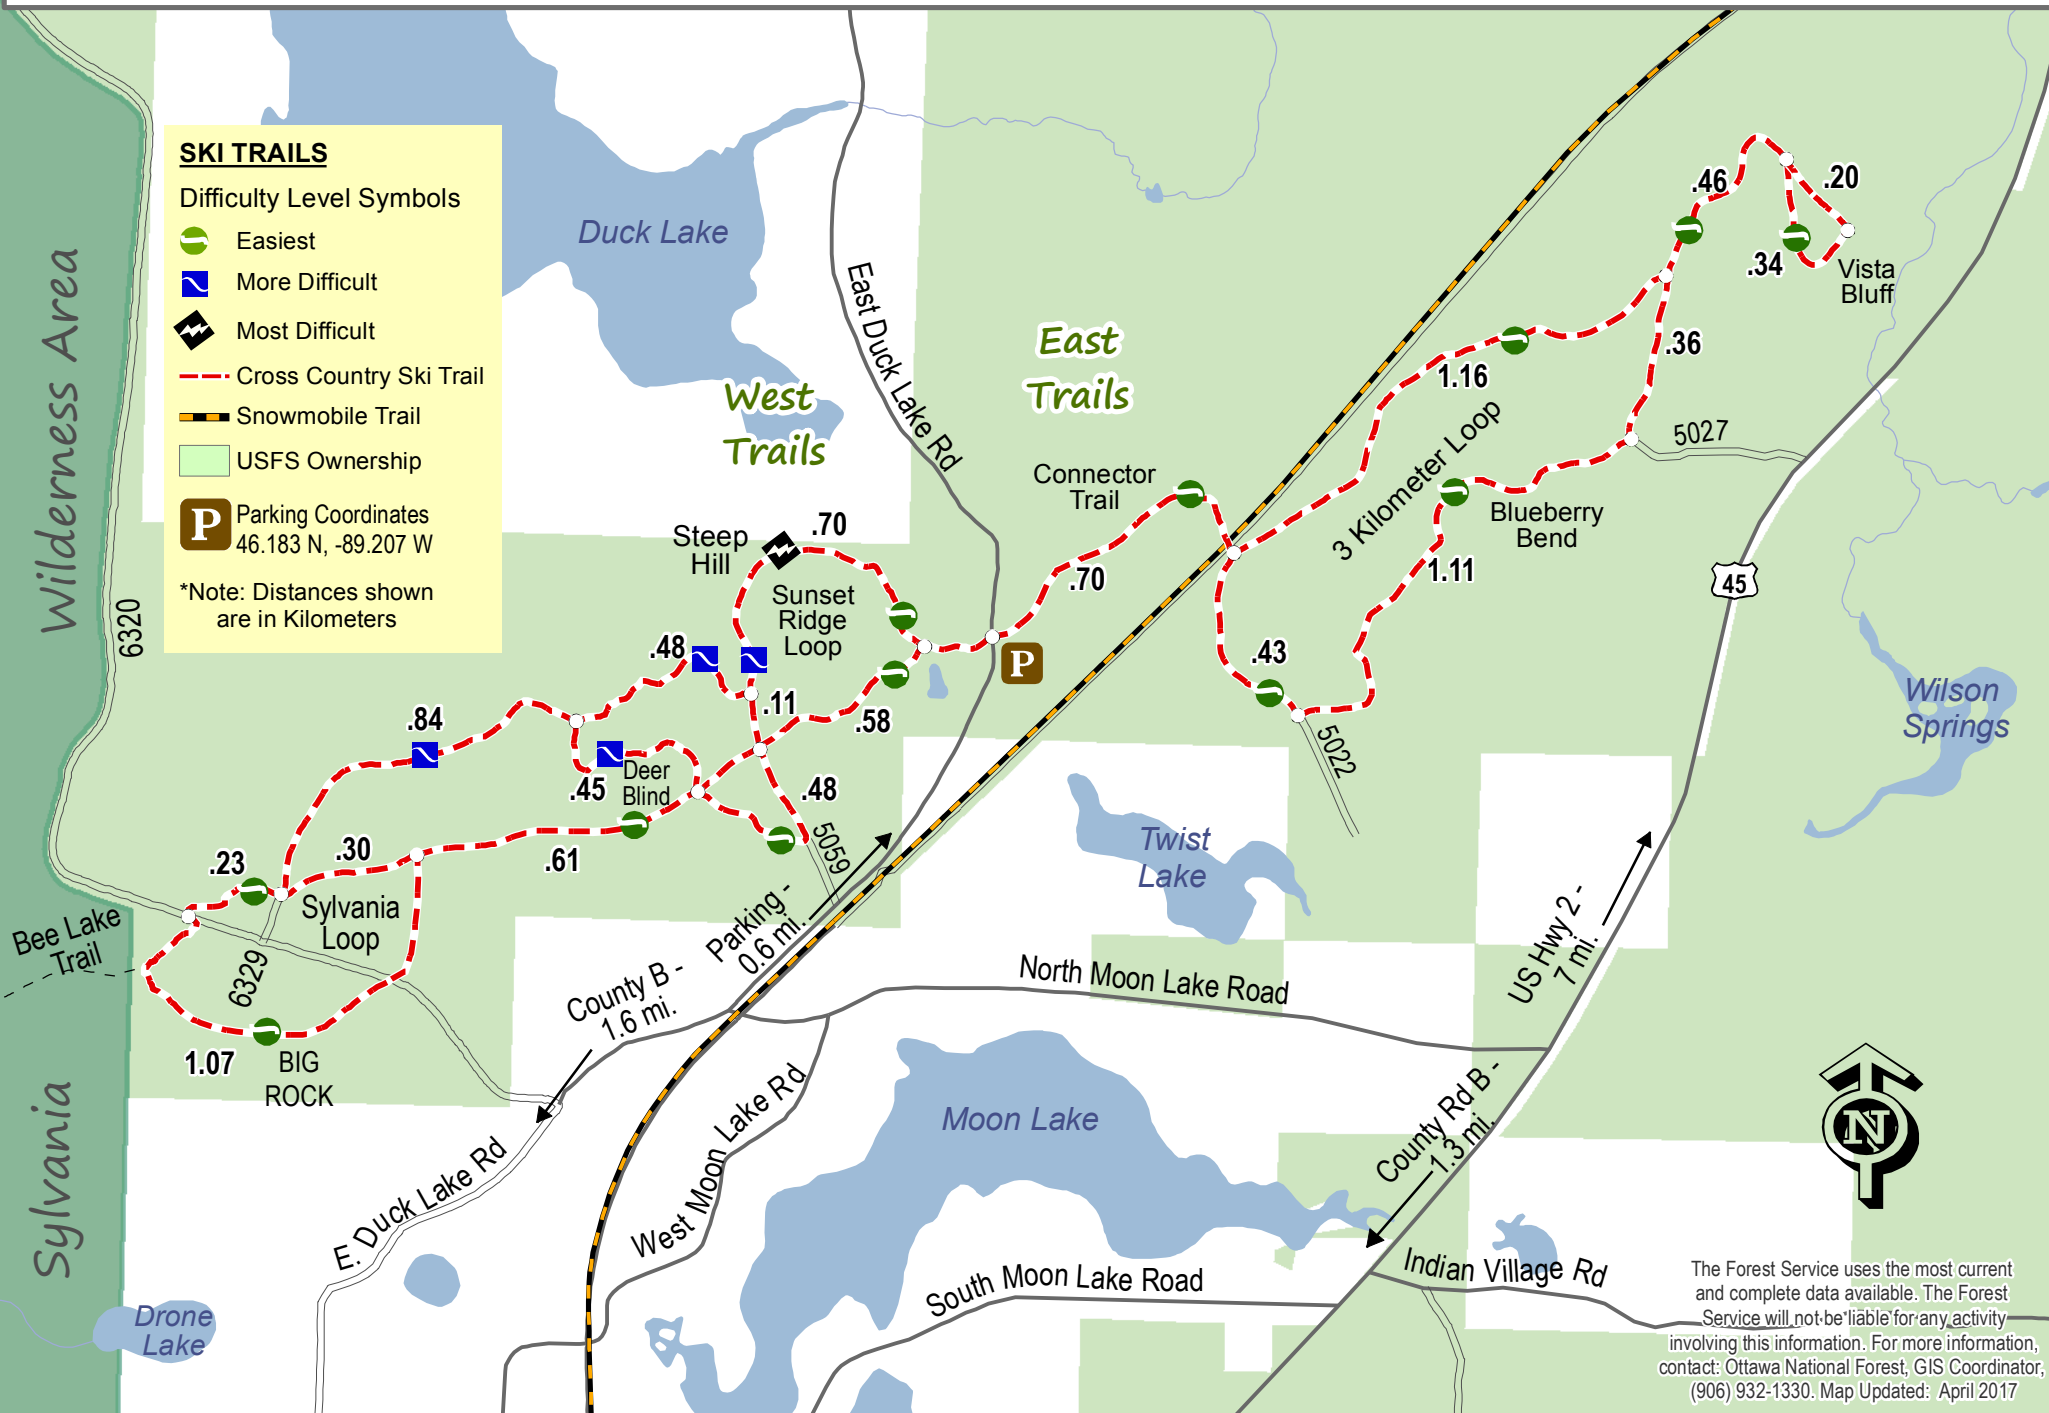 SKI TRAILS
Difficulty Level Symbols
Easiest
More Difficult
Most Difficult
Cross Country Ski Trail
Snowmobile Trail
USFS Ownership
P
Parking Coordinates
46.183 N, -89.207 W
*Note: Distances shown
are in Kilometers
Wilderness Area
Sylvania
6320
Duck Lake
East Duck Lake Rd
West
Trails
East
Trails
Connector
Trail
.70
Steep
Hill
.70
Sunset
Ridge
Loop
P
.48
.11
.58
.84
.45
Deer
Blind
.48
5059
.23
.30
.61
Sylvania
Loop
Bee Lake
Trail
6329
1.07
BIG
ROCK
.46
.20
.34
Vista
Bluff
.36
1.16
3 Kilometer Loop
5027
Blueberry
Bend
1.11
.43
5022
45
Wilson
Springs
Twist
Lake
Parking -
0.6 mi.
County B -
1.6 mi.
North Moon Lake Road
US Hwy 2 -
7 mi.
County Rd B -
1.3 mi.
N
Moon Lake
West Moon Lake Rd
E. Duck Lake Rd
South Moon Lake Road
Indian Village Rd
Drone
Lake
The Forest Service uses the most current
and complete data available. The Forest
Service will not be liable for any activity
involving this information. For more information,
contact: Ottawa National Forest, GIS Coordinator,
(906) 932-1330. Map Updated: April 2017